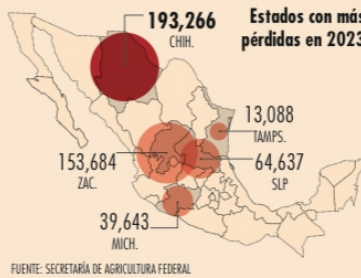 Estados con más
pérdidas en 2023
193,266
CHIH.
13,088
TAMPS.
153,684
ZAC.
64,637
SLP
39,643
MICH.
FUENTE: SECRETARÍA DE AGRICULTURA FEDERAL